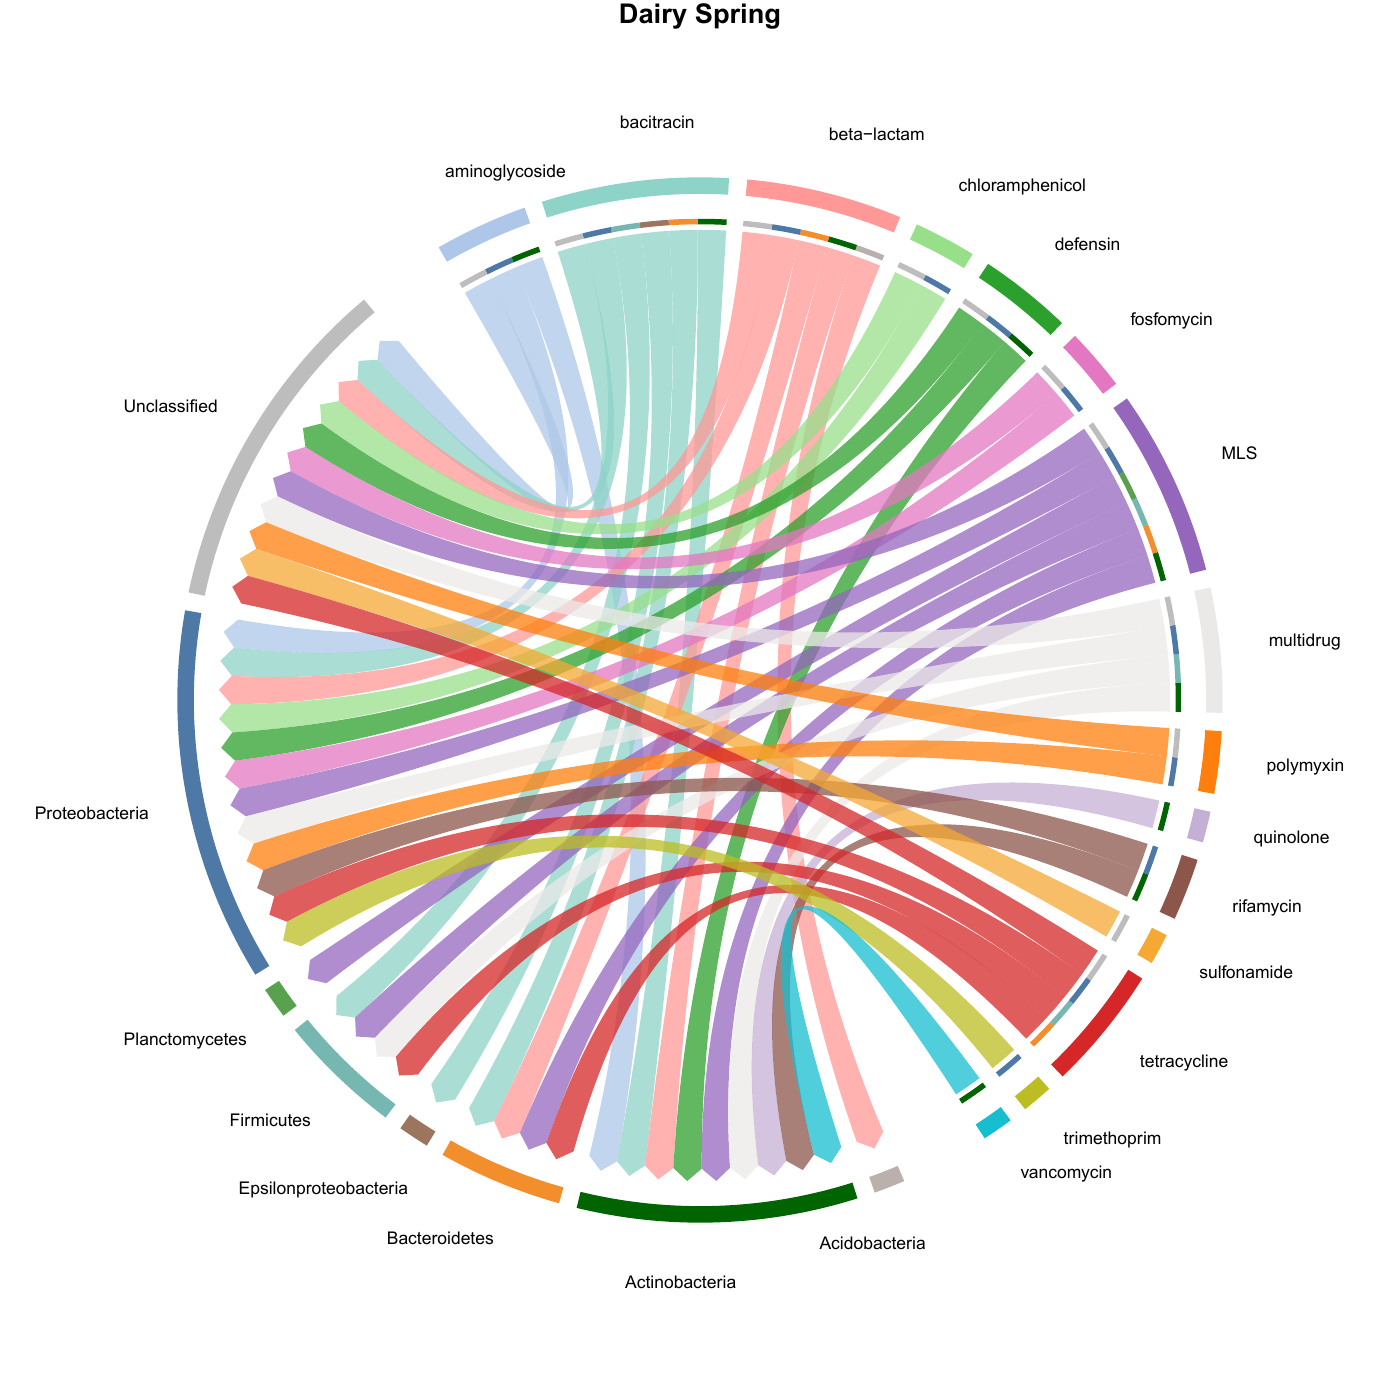 Dairy Spring
bacitracin
beta−lactam
aminoglycoside
chloramphenicol
defensin
fosfomycin
Unclassified
MLS
multidrug
polymyxin
Proteobacteria
quinolone
rifamycin
sulfonamide
Planctomycetes
tetracycline
Firmicutes
trimethoprim
vancomycin
Epsilonproteobacteria
Bacteroidetes
Acidobacteria
Actinobacteria